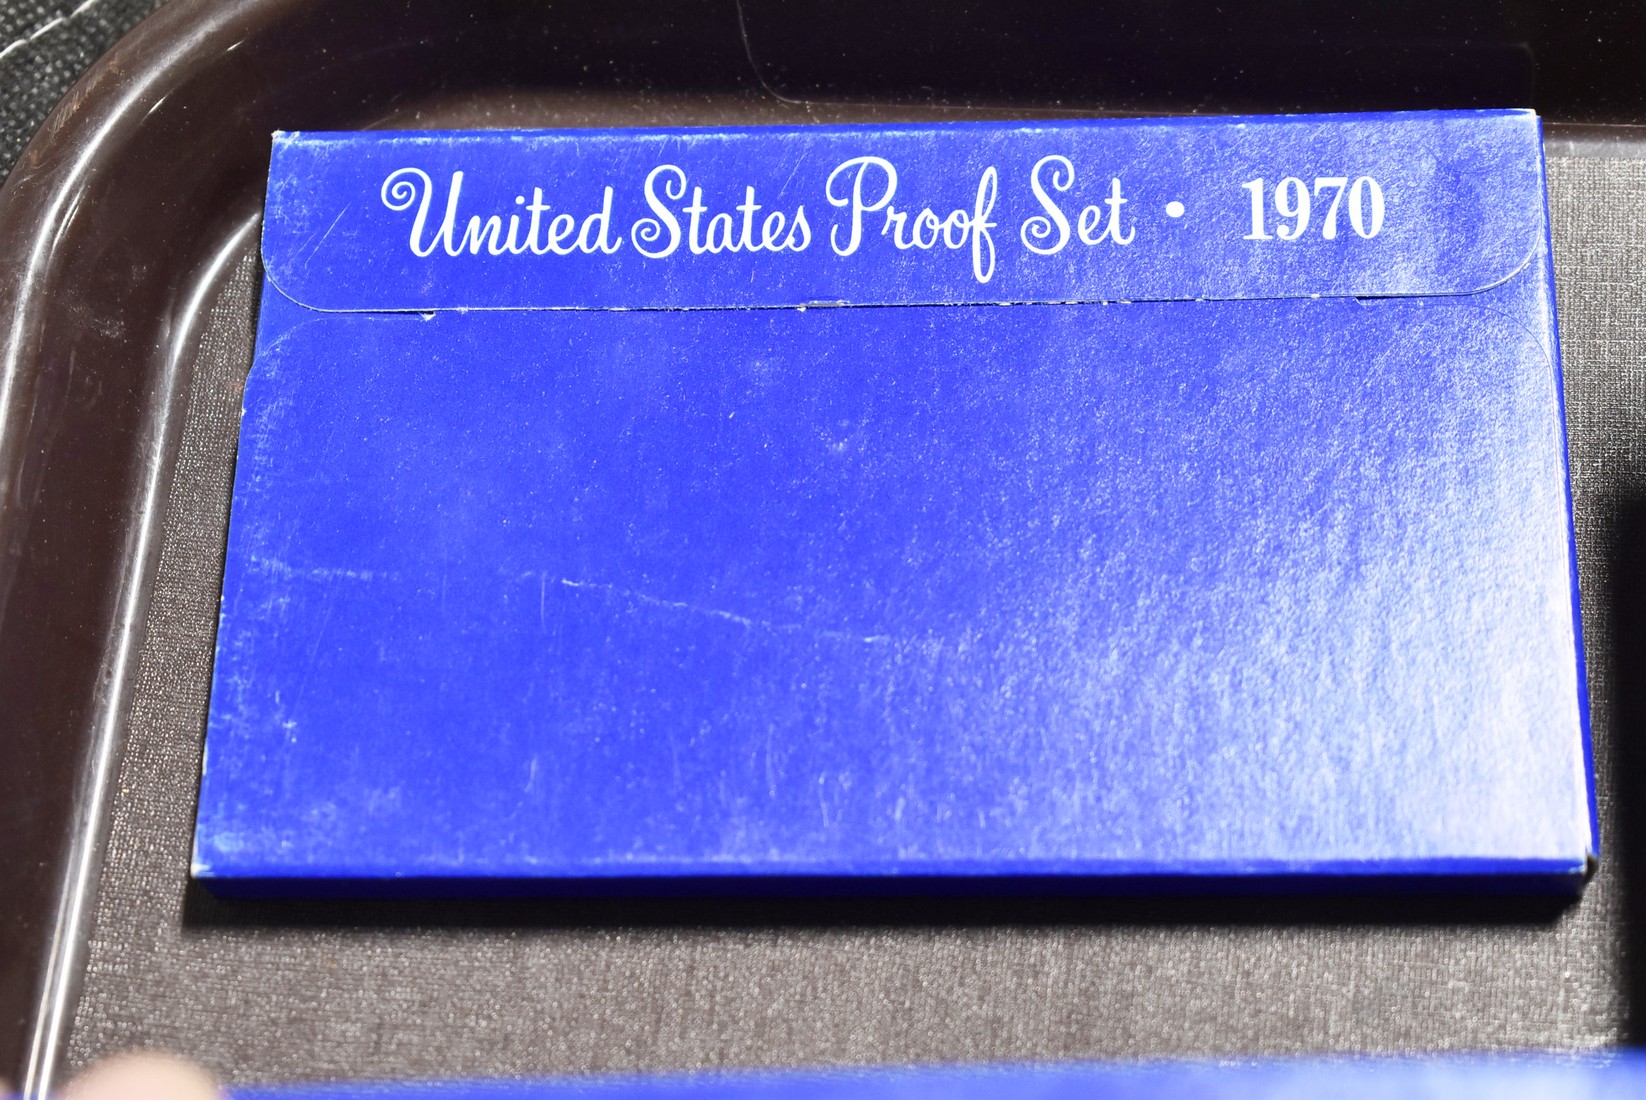 United States Proof Set • 1970